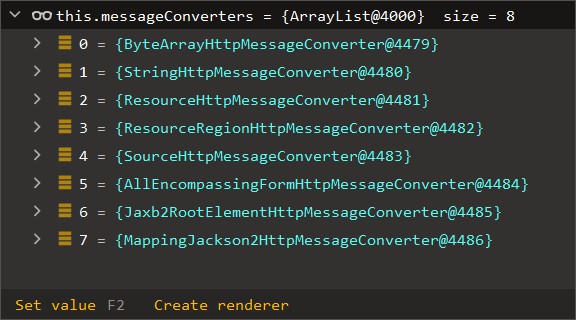 this.messageConverters = {ArrayList@4000} size = 8
0 = {ByteArrayHttpMessageConverter@4479}
1 = {StringHttpMessageConverter@4480}
2 = {ResourceHttpMessageConverter@4481}
3 = {ResourceRegionHttpMessageConverter@4482}
4 = {SourceHttpMessageConverter@4483}
5 = {AllEncompassingFormHttpMessageConverter@4484}
6 = {Jaxb2RootElementHttpMessageConverter@4485}
7 = {MappingJackson2HttpMessageConverter@4486}
Set value F2 Create renderer